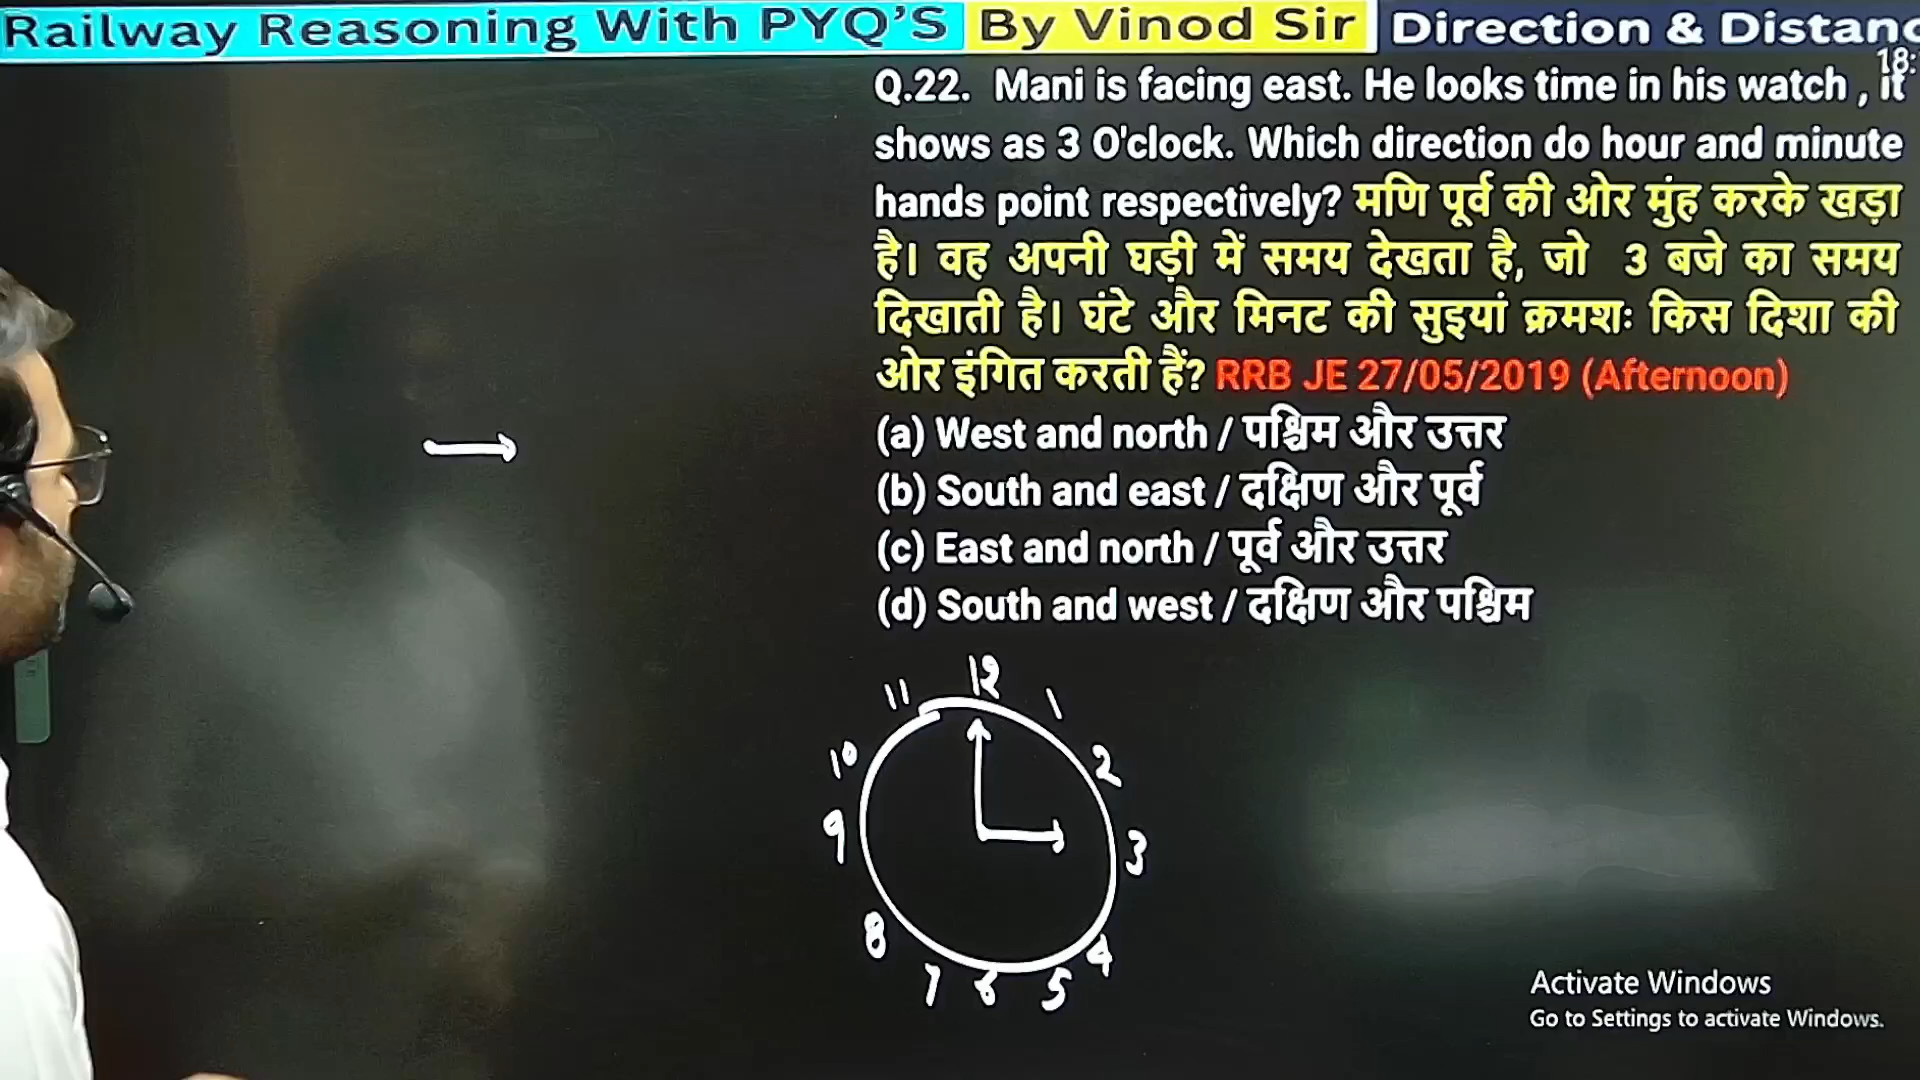 Railway Reasoning With PYQ'S By Vinod Sir Direction & Distanc
18:
Q.22. Mani is facing east. He looks time in his watch , it
shows as 3 O'clock. Which direction do hour and minute
hands point respectively? मणि पूर्व की ओर मुंह करके खड़ा
है। वह अपनी घड़ी में समय देखता है, जो 3 बजे का समय
दिखाती है। घंटे और मिनट की सुइयां क्रमशः किस दिशा की
ओर इंगित करती हैं? RRB JE 27/05/2019 (Afternoon)
(a) West and north / पश्चिम और उत्तर
(b) South and east / दक्षिण और पूर्व
(c) East and north / पूर्व और उत्तर
(d) South and west / दक्षिण और पश्चिम
12
11 1
10 2
9 3
8 4
7 6 5
Activate Windows
Go to Settings to activate Windows.